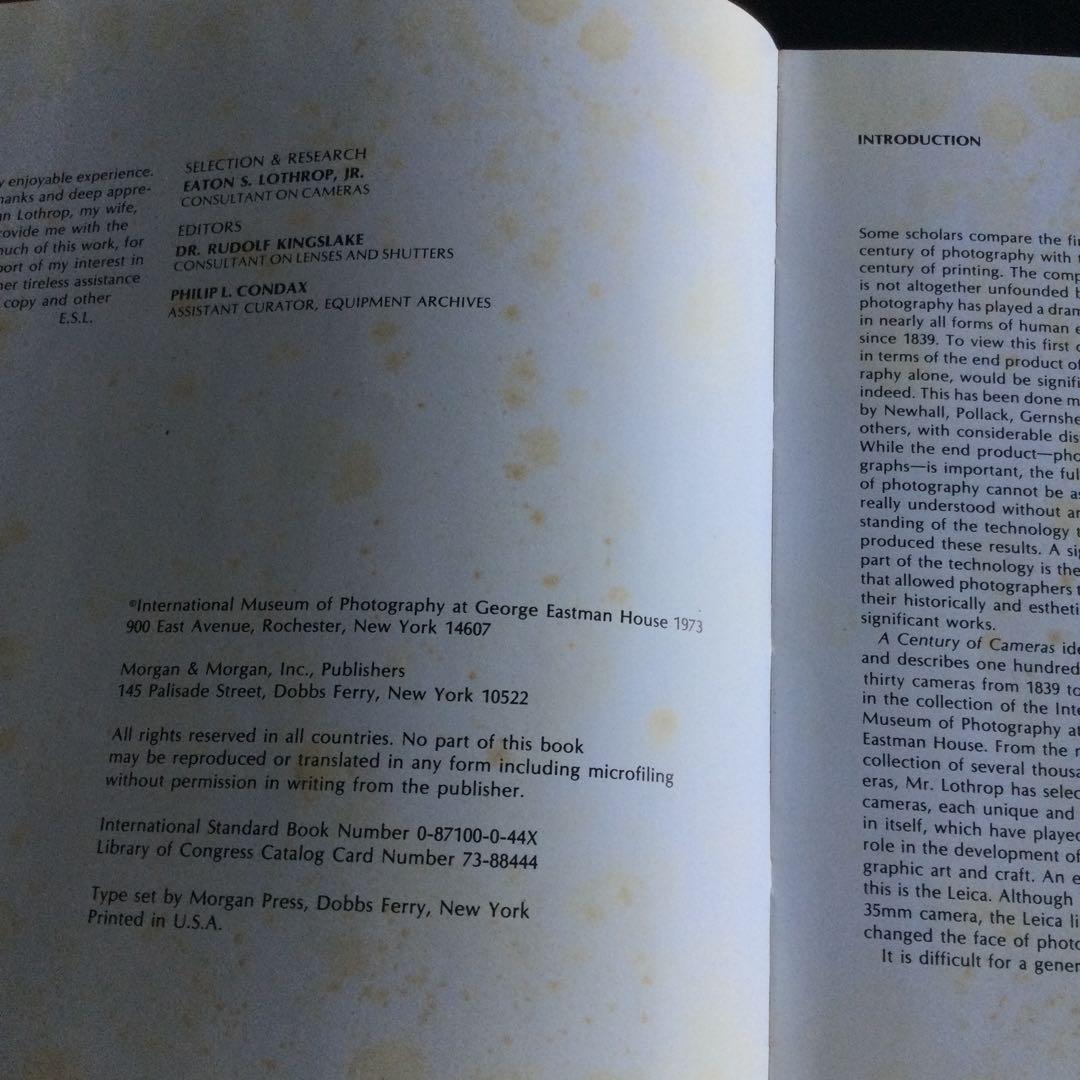 y enjoyable experience.
hanks and deep appre-
n Lothrop, my wife,
ovide me with the
much of this work, for
port of my interest in
her tireless assistance
copy and other
E.S.L.
SELECTION & RESEARCH
EATON S. LOTHROP, JR.
CONSULTANT ON CAMERAS
EDITORS
DR. RUDOLF KINGSLAKE
CONSULTANT ON LENSES AND SHUTTERS
PHILIP L. CONDAX
ASSISTANT CURATOR, EQUIPMENT ARCHIVES
©International Museum of Photography at George Eastman House 1973
900 East Avenue, Rochester, New York 14607
Morgan & Morgan, Inc., Publishers
145 Palisade Street, Dobbs Ferry, New York 10522
All rights reserved in all countries. No part of this book
may be reproduced or translated in any form including microfiling
without permission in writing from the publisher.
International Standard Book Number 0-87100-0-44X
Library of Congress Catalog Card Number 73-88444
Type set by Morgan Press, Dobbs Ferry, New York
Printed in U.S.A.
INTRODUCTION
Some scholars compare the fi
century of photography with
century of printing. The comp
is not altogether unfounded
photography has played a dram
in nearly all forms of human e
since 1839. To view this first
in terms of the end product of
raphy alone, would be signifi
indeed. This has been done m
by Newhall, Pollack, Gernshe
others, with considerable dis
While the end product—pho
graphs—is important, the ful
of photography cannot be as
really understood without an
standing of the technology t
produced these results. A si
part of the technology is the
that allowed photographers t
their historically and estheti
significant works.
A Century of Cameras ide
and describes one hundred
thirty cameras from 1839 to
in the collection of the Inte
Museum of Photography at
Eastman House. From the
collection of several thousa
eras, Mr. Lothrop has selec
cameras, each unique and
in itself, which have played
role in the development of
graphic art and craft. An e
this is the Leica. Although
35mm camera, the Leica li
changed the face of photo
It is difficult for a gener